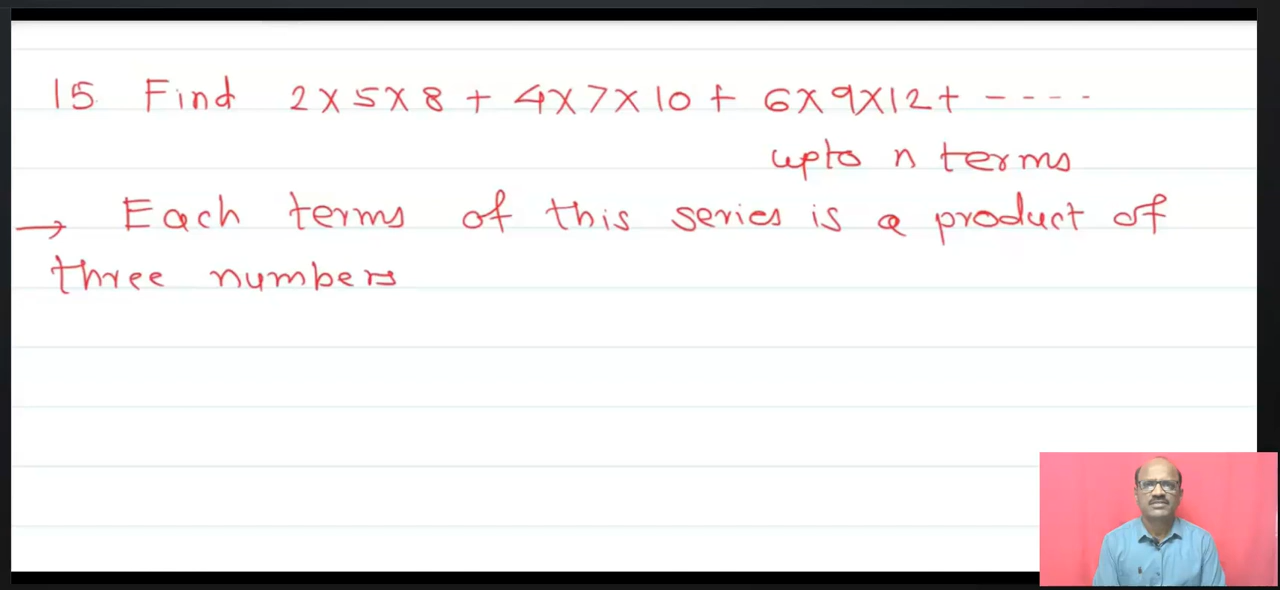 15. Find 2×5×8 + 4×7×10 + 6×9×12 + ----
upto n terms
→ Each terms of this series is a product of
three numbers